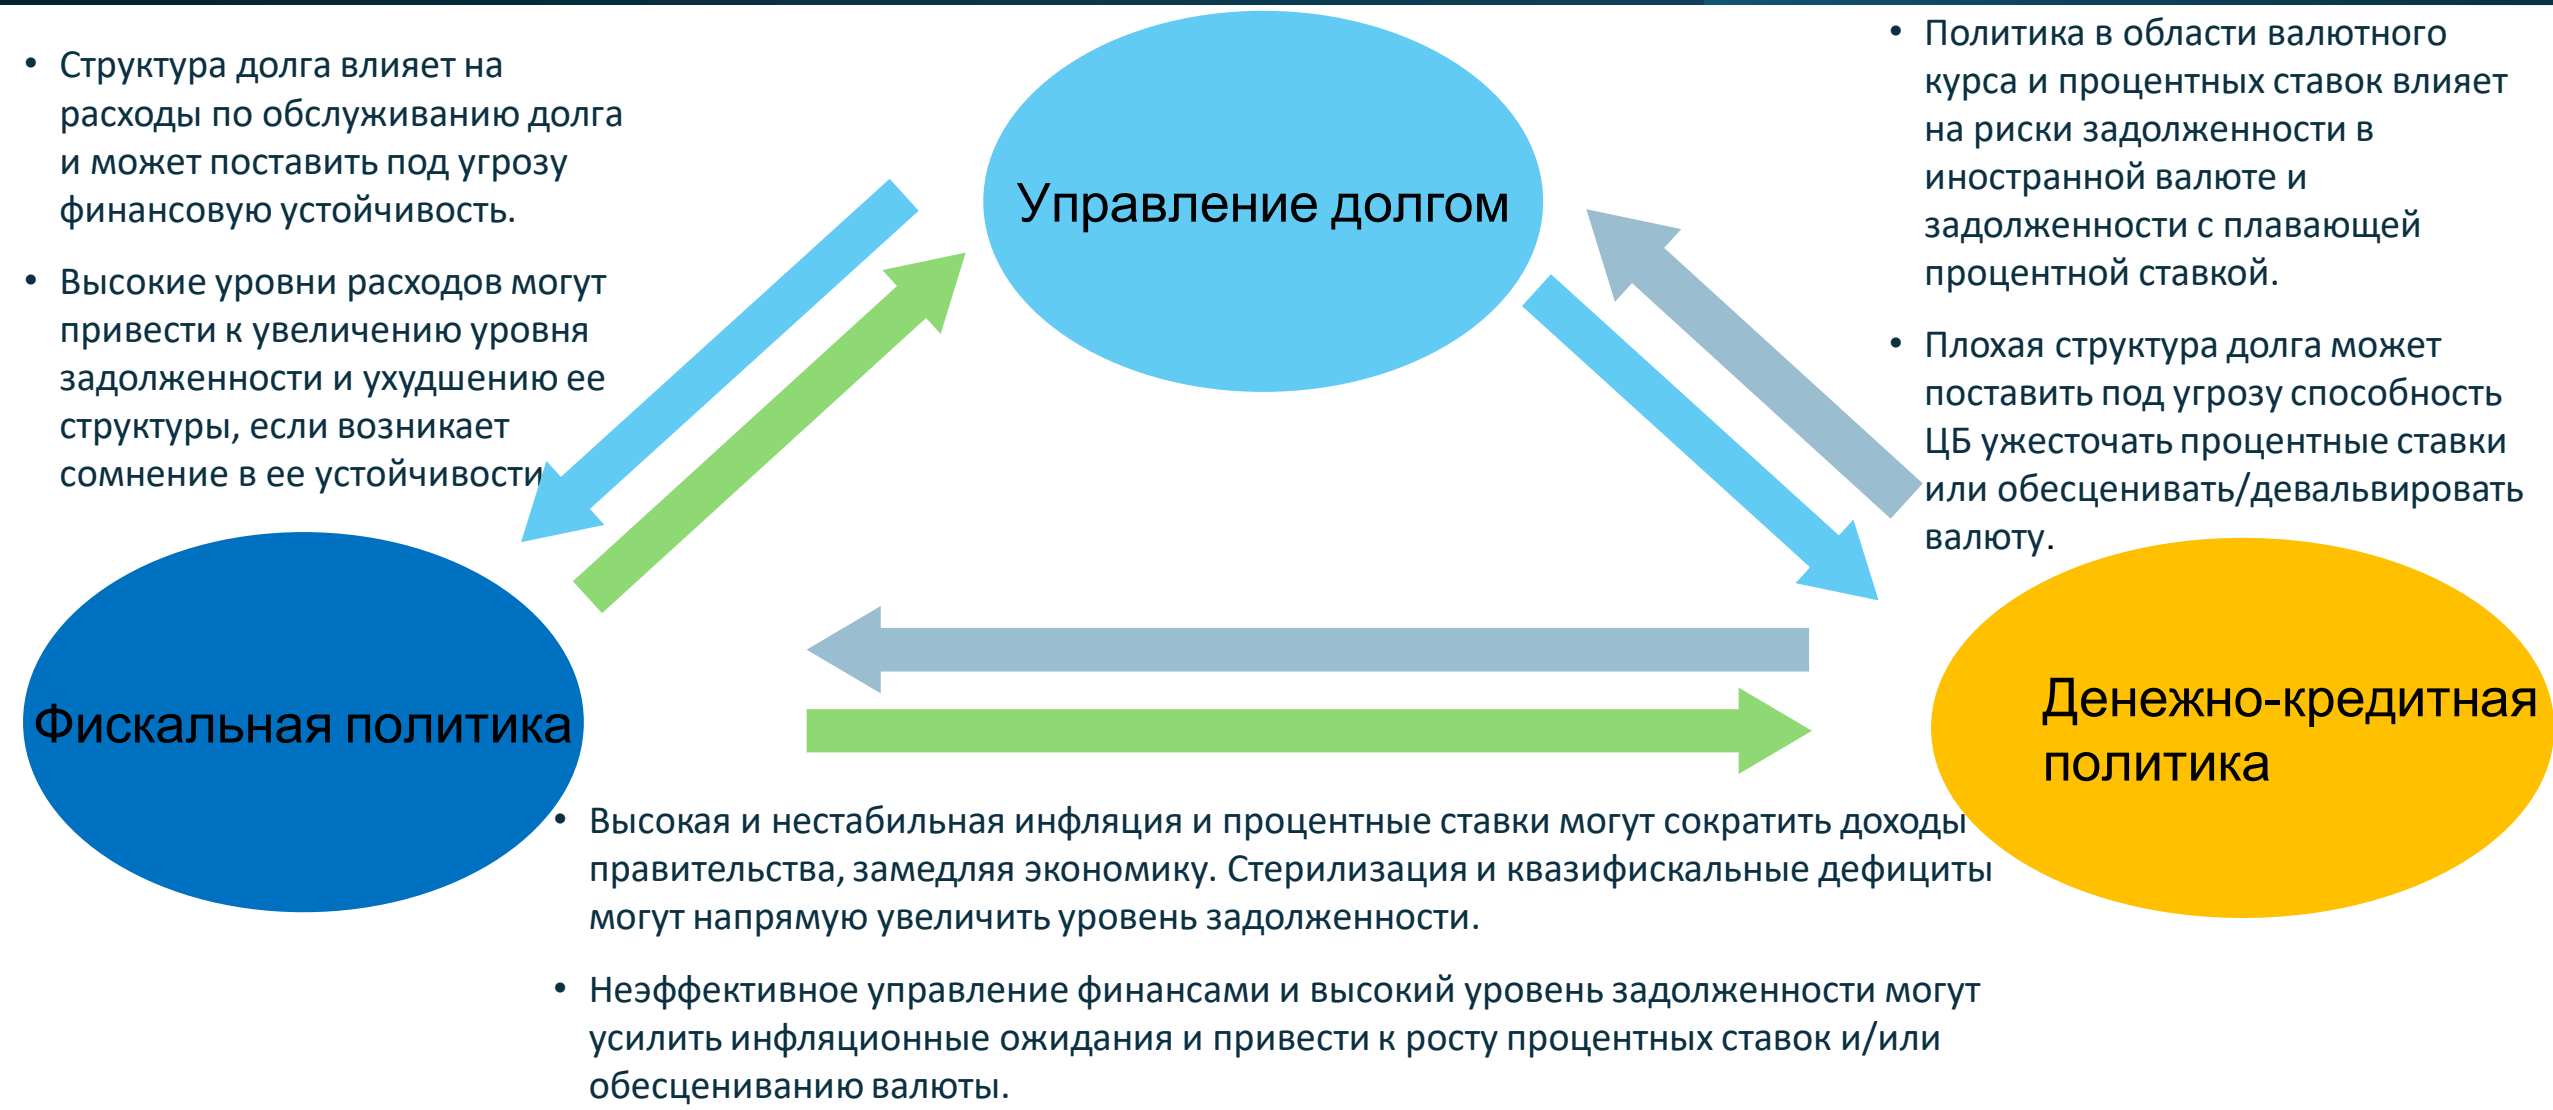 • Структура долга влияет на
расходы по обслуживанию долга
и может поставить под угрозу
финансовую устойчивость.
• Высокие уровни расходов могут
привести к увеличению уровня
задолженности и ухудшению ее
структуры, если возникает
сомнение в ее устойчивости
Управление долгом
• Политика в области валютного
курса и процентных ставок влияет
на риски задолженности в
иностранной валюте и
задолженности с плавающей
процентной ставкой.
• Плохая структура долга может
поставить под угрозу способность
ЦБ ужесточать процентные ставки
или обесценивать/девальвировать
валюту.
Фискальная политика
Денежно-кредитная
политика
• Высокая и нестабильная инфляция и процентные ставки могут сократить доходы
правительства, замедляя экономику. Стерилизация и квазифискальные дефициты
могут напрямую увеличить уровень задолженности.
• Неэффективное управление финансами и высокий уровень задолженности могут
усилить инфляционные ожидания и привести к росту процентных ставок и/или
обесцениванию валюты.